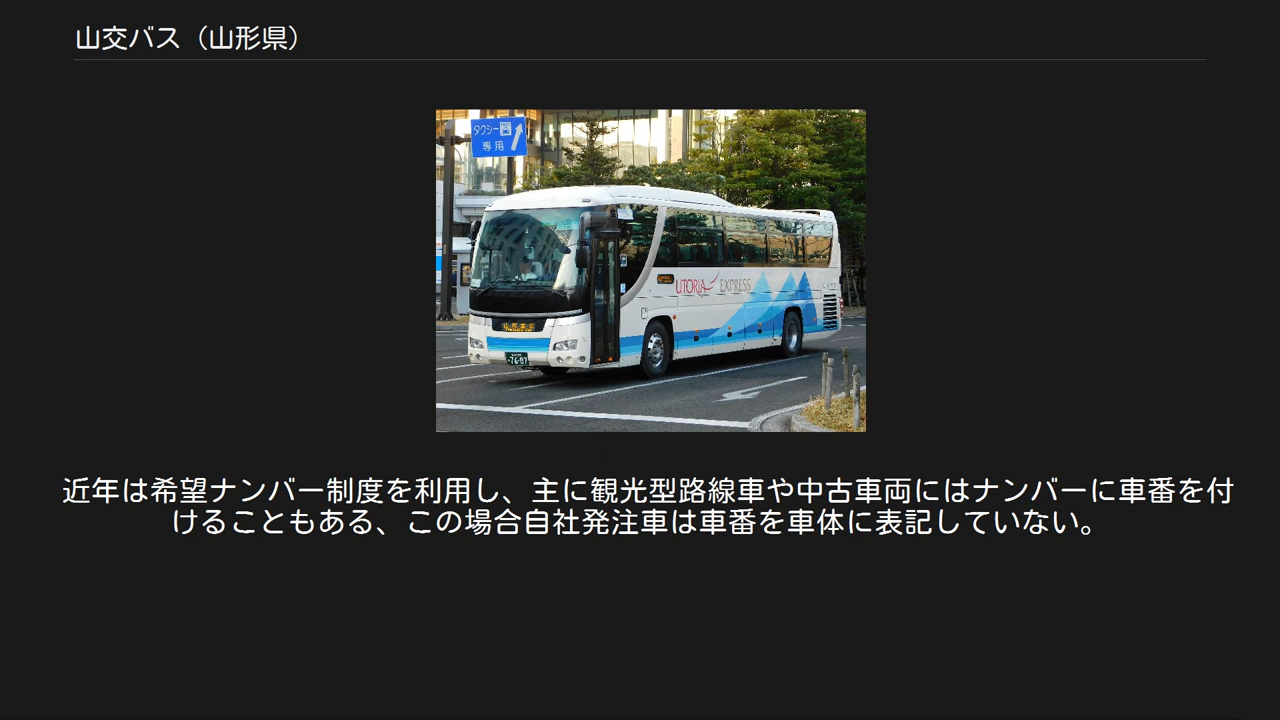 山交バス（山形県）
タクシー
専用
UTORIA EXPRESS
76-97
近年は希望ナンバー制度を利用し、主に観光型路線車や中古車両にはナンバーに車番を付
けることもある、この場合自社発注車は車番を車体に表記していない。